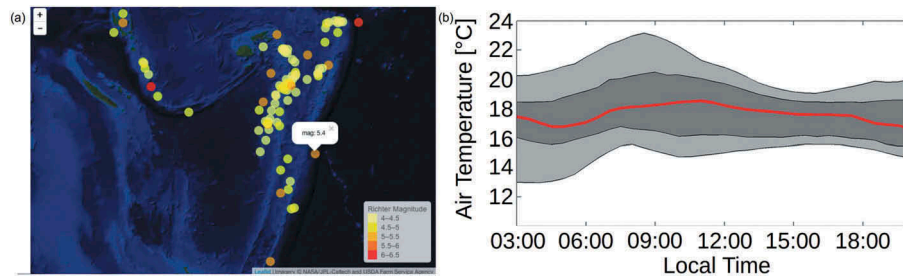 (a)
+
−
mag: 5.4
×
Richter Magnitude
4–4.5
4.5–5
5–5.5
5.5–6
6–6.5
Leaflet | Imagery © NASA/JPL-Caltech and USDA Farm Service Agency
(b)
Air Temperature [°C]
24
22
20
18
16
14
12
03:00 06:00 09:00 12:00 15:00 18:00
Local Time